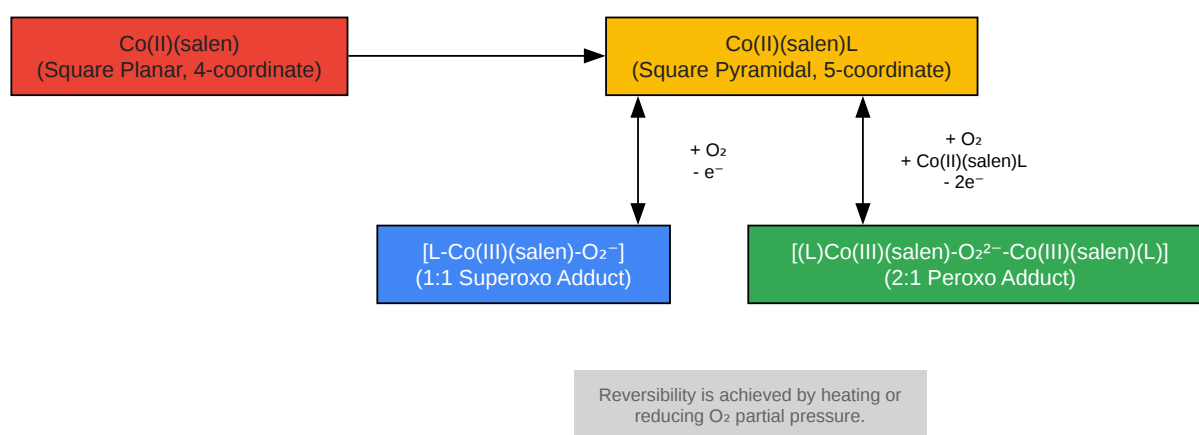 Co(II)(salen)
(Square Planar, 4-coordinate)
Co(II)(salen)L
(Square Pyramidal, 5-coordinate)
+ O₂
- e⁻
+ O₂
+ Co(II)(salen)L
- 2e⁻
[L-Co(III)(salen)-O₂⁻]
(1:1 Superoxo Adduct)
[(L)Co(III)(salen)-O₂²⁻-Co(III)(salen)(L)]
(2:1 Peroxo Adduct)
Reversibility is achieved by heating or
reducing O₂ partial pressure.